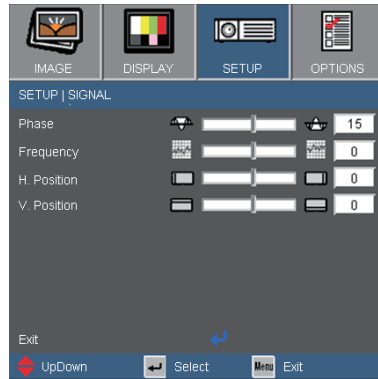 IMAGE DISPLAY SETUP OPTIONS
SETUP | SIGNAL
Phase 15
Frequency 0
H. Position 0
V. Position 0
Exit
UpDown Select Menu Exit